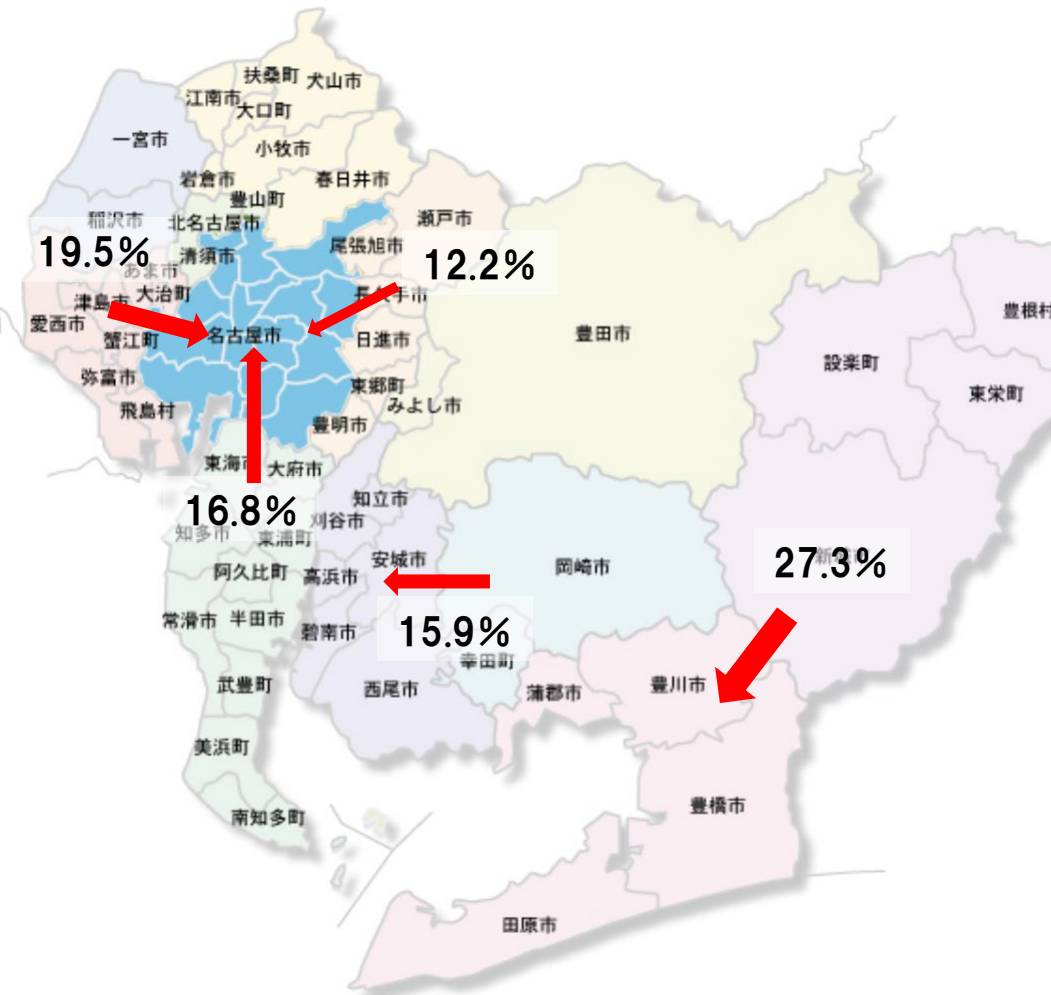 扶桑町
犬山市
江南市
大口町
一宮市
小牧市
岩倉市
春日井市
豊山町
稲沢市
北名古屋市
瀬戸市
19.5%
清須市
尾張旭市
12.2%
あま市
津島市
大治町
長久手市
愛西市
蟹江町
名古屋市
日進市
豊田市
豊根村
設楽町
弥富市
東郷町
みよし市
東栄町
飛島村
豊明市
東海市
大府市
16.8%
知立市
知多市
東浦町
刈谷市
安城市
岡崎市
27.3%
阿久比町
高浜市
常滑市
半田市
碧南市
15.9%
幸田町
武豊町
西尾市
蒲郡市
豊川市
美浜町
南知多町
豊橋市
田原市